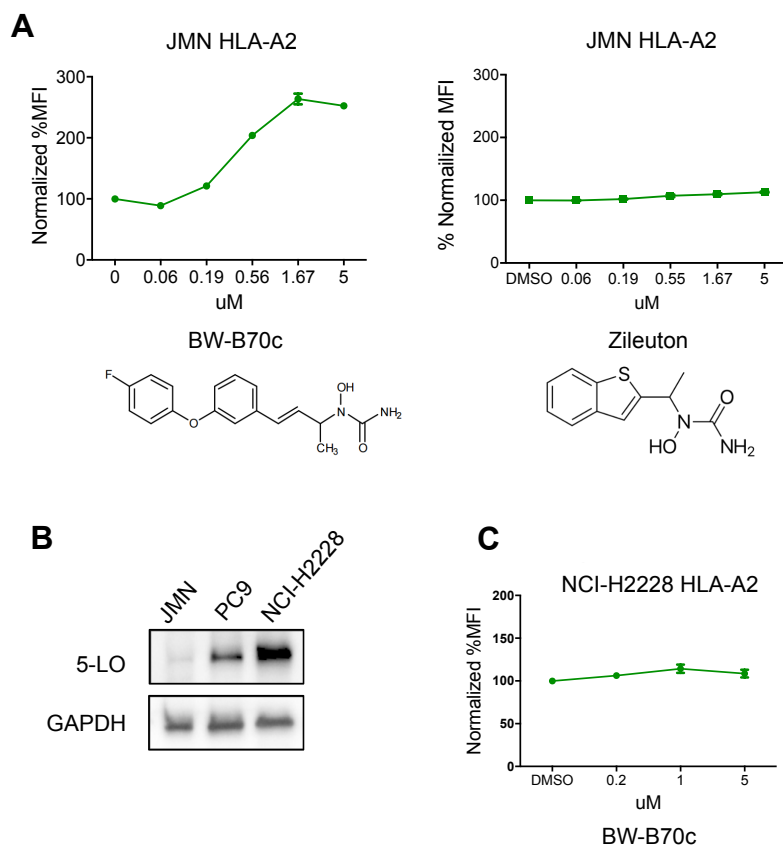 A
JMN HLA-A2
Normalized %MFI
300
200
100
0
0 0.06 0.19 0.56 1.67 5
uM
BW-B70c
F
O
OH
N
NH2
O
CH3
JMN HLA-A2
% Normailized MFI
300
200
100
0
DMSO 0.06 0.19 0.55 1.67 5
uM
Zileuton
S
O
N
HO
NH2
B
JMN PC9 NCI-H2228
5-LO
GAPDH
C
NCI-H2228 HLA-A2
Normalized %MFI
200
150
100
50
0
DMSO 0.2 1 5
uM
BW-B70c